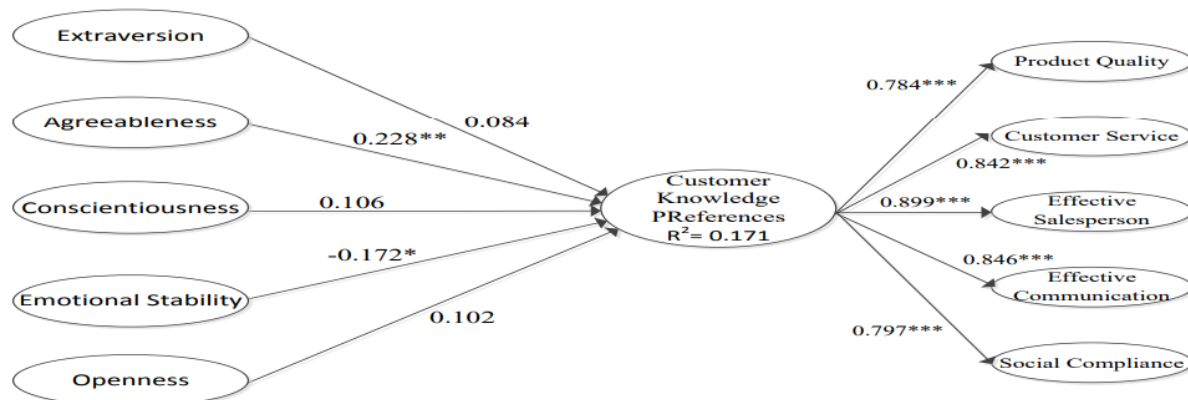 Extraversion
Agreeableness
Conscientiousness
Emotional Stability
Openness
0.084
0.228**
0.106
-0.172*
0.102
Customer
Knowledge
PReferences
R²= 0.171
0.784***
0.842***
0.899***
0.846***
0.797***
Product Quality
Customer Service
Effective
Salesperson
Effective
Communication
Social Compliance